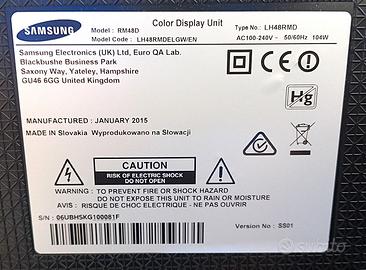 SAMSUNG
Color Display Unit
Model : RM48D
Type No.: LH48RMD
Model Code: LH48RMDELGW/EN
AC100-240V~ 50/60Hz 104W
Samsung Electronics (UK) Ltd, Euro QA Lab.
Blackbushe Business Park
Saxony Way, Yateley, Hampshire
GU46 6GG United Kingdom
CE
Hg
MANUFACTURED : JANUARY 2015
MADE in Slovakia Wyprodukowano na Słowacji
CAUTION
RISK OF ELECTRIC SHOCK
DO NOT OPEN
WARNING : TO PREVENT FIRE OR SHOCK HAZARD
DO NOT EXPOSE THIS UNIT TO RAIN OR MOISTURE
AVIS : RISQUE DE CHOC ELECTRIQUE - NE PAS OUVRIR
S/N : 06UBH5KG100081F
Version No : SS01
subito